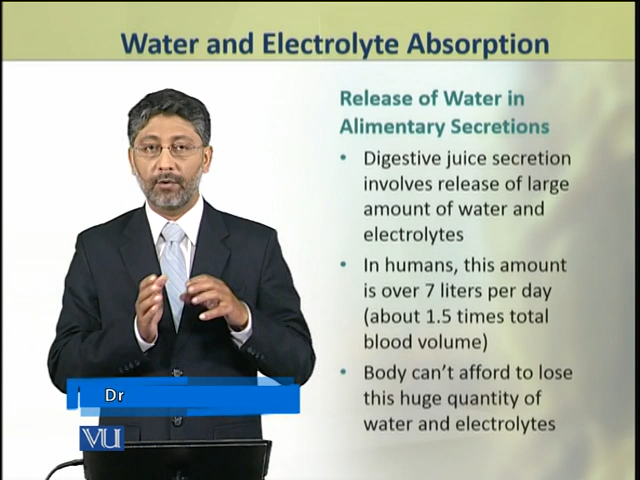 Water and Electrolyte Absorption
Release of Water in
Alimentary Secretions
• Digestive juice secretion
involves release of large
amount of water and
electrolytes
• In humans, this amount
is over 7 liters per day
(about 1.5 times total
blood volume)
• Body can't afford to lose
this huge quantity of
water and electrolytes
Dr
VU